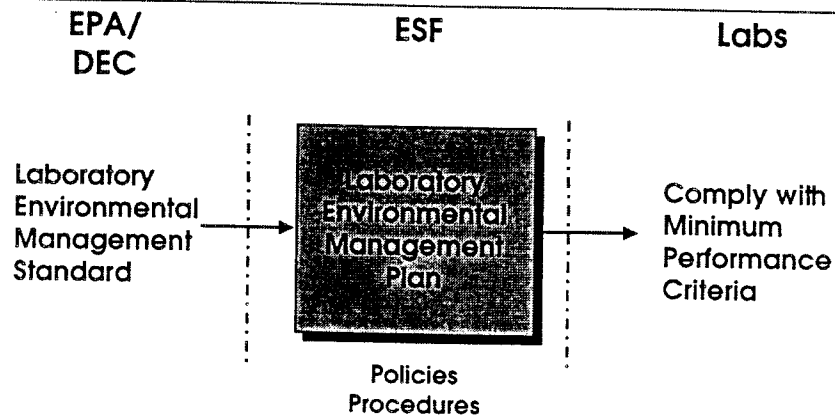 EPA/
DEC
ESF
Labs
Laboratory
Environmental
Management
Standard
Laboratory
Environmental
Management
Plan
Comply with
Minimum
Performance
Criteria
Policies
Procedures